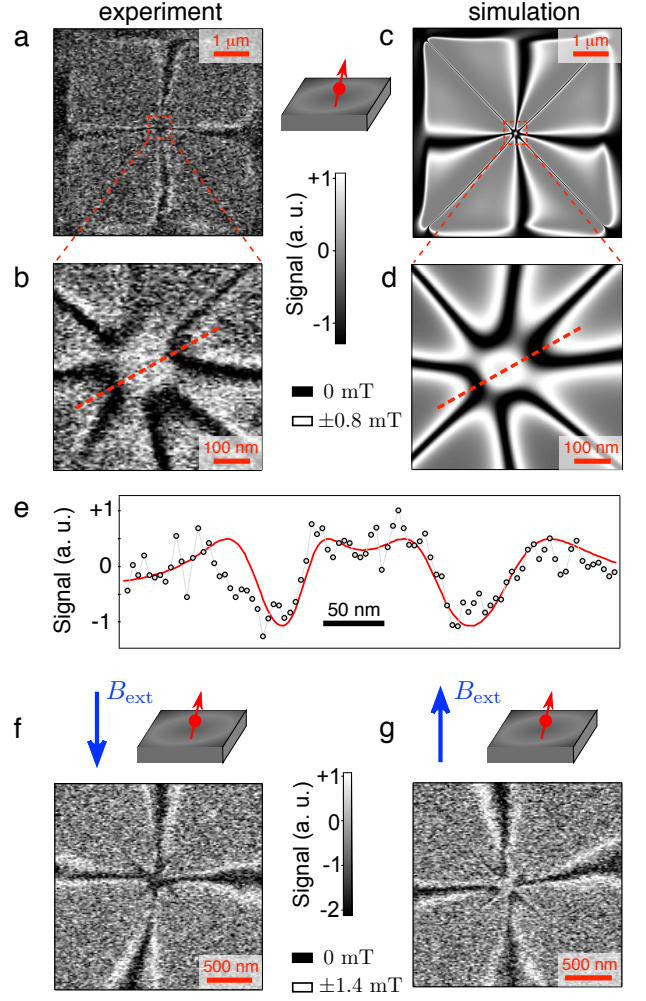 experiment
simulation
a
1 μm
c
1 μm
Signal (a. u.)
+1
0
-1
b
100 nm
0 mT
±0.8 mT
d
100 nm
e
Signal (a. u.)
+1
0
-1
50 nm
f
B_ext
g
B_ext
500 nm
Signal (a. u.)
+1
0
-1
-2
0 mT
±1.4 mT
500 nm